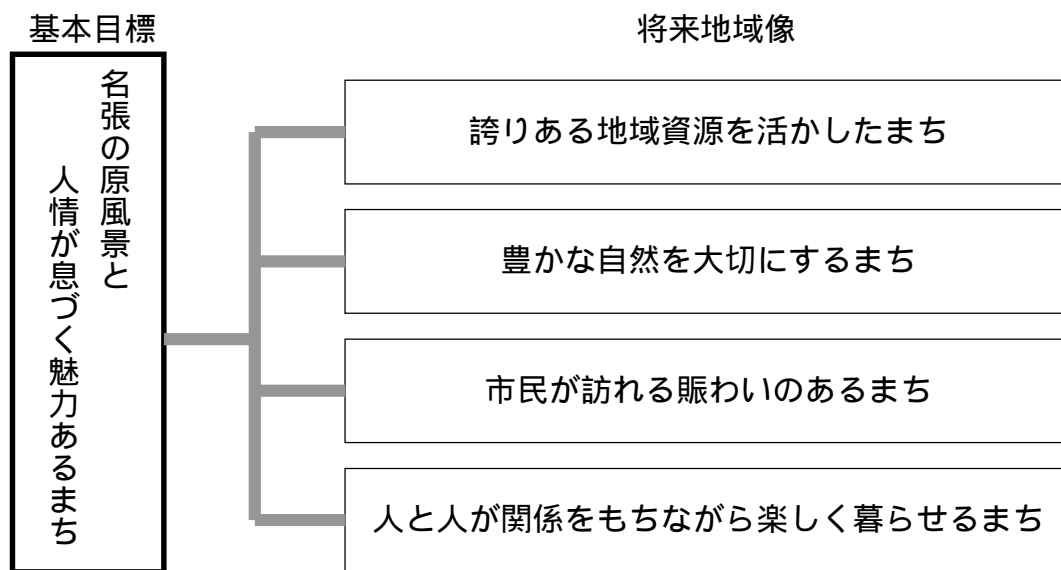 基本目標
名張の原風景と
人情が息づく魅力あるまち
将来地域像
誇りある地域資源を活かしたまち
豊かな自然を大切にするまち
市民が訪れる賑わいのあるまち
人と人が関係をもちながら楽しく暮らせるまち